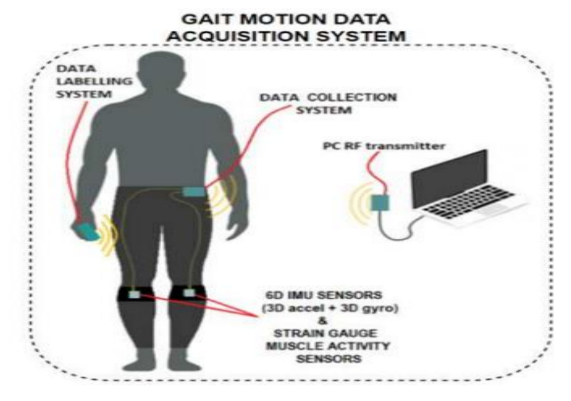 GAIT MOTION DATA
ACQUISITION SYSTEM
DATA
LABELLING
SYSTEM
DATA COLLECTION
SYSTEM
PC RF transmitter
6D IMU SENSORS
(3D accel + 3D gyro)
&
STRAIN GAUGE
MUSCLE ACTIVITY
SENSORS